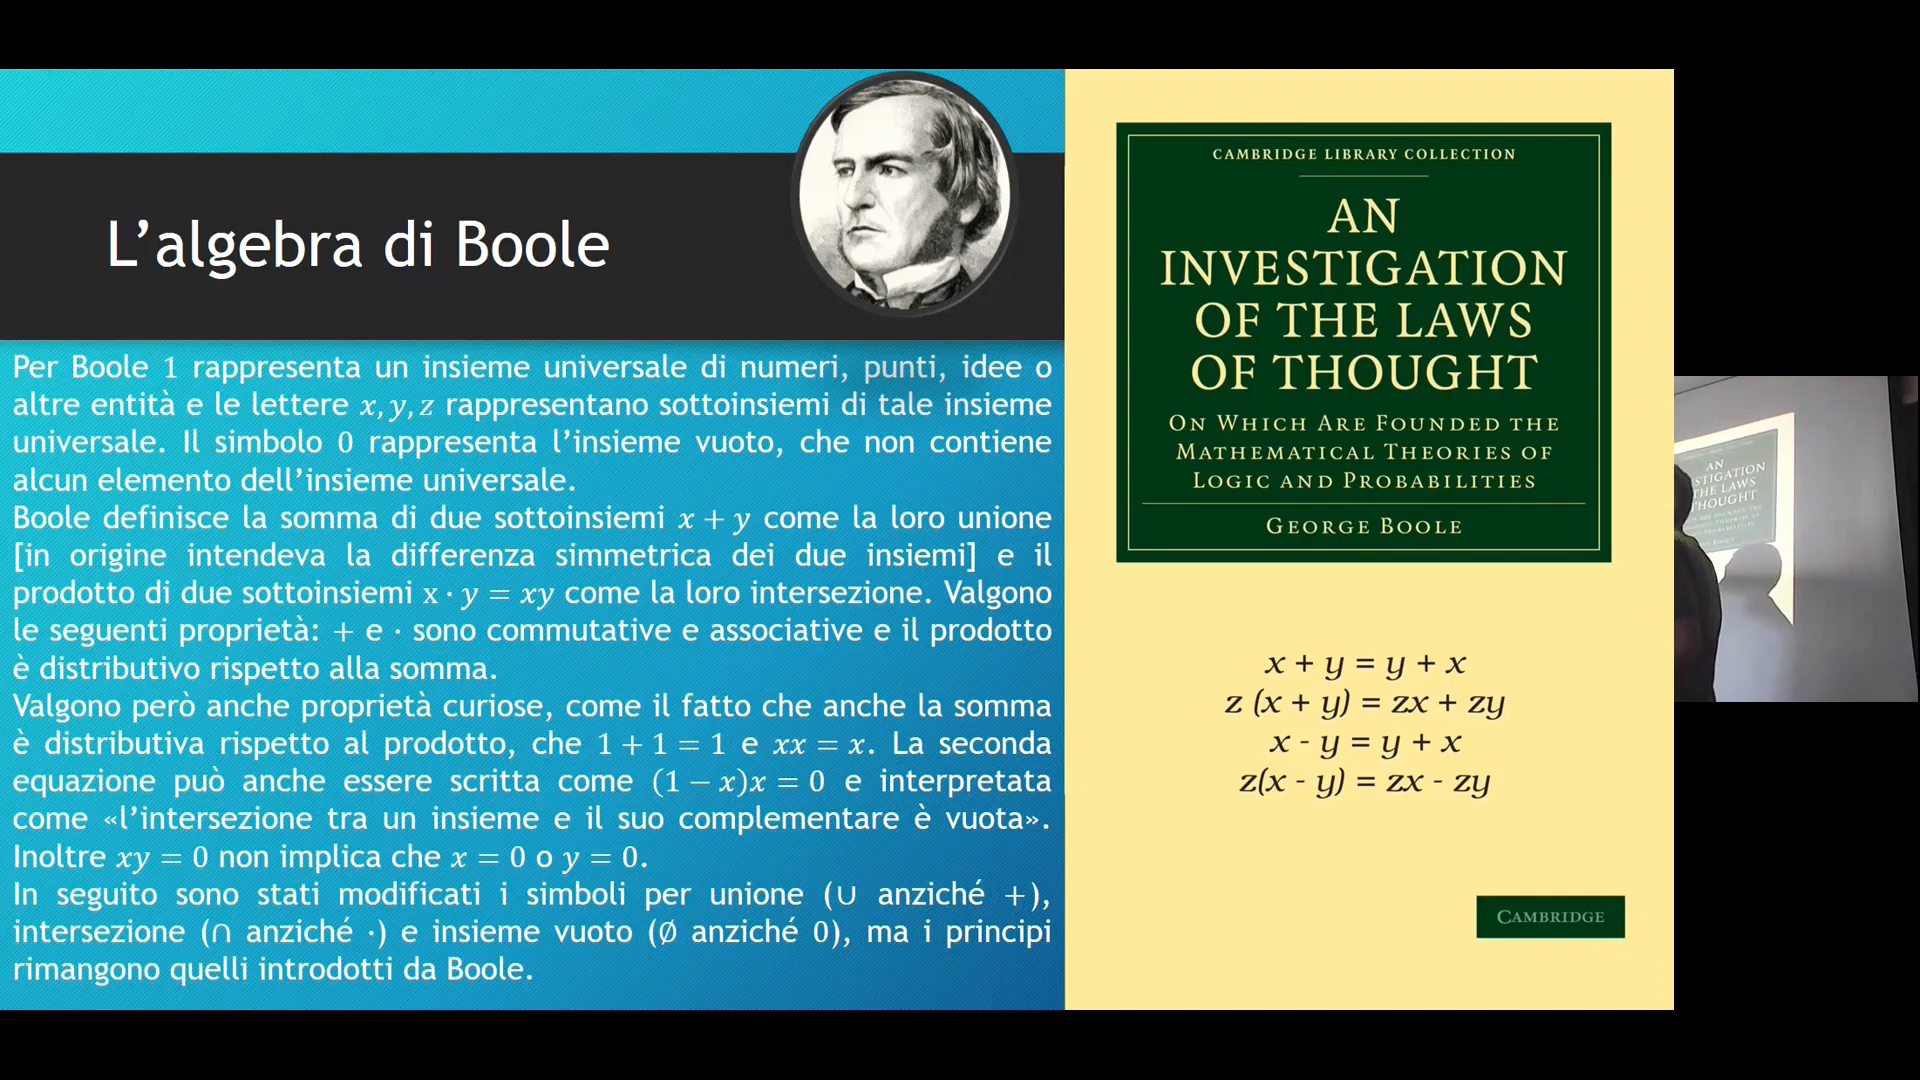 L’algebra di Boole
Per Boole 1 rappresenta un insieme universale di numeri, punti, idee o
altre entità e le lettere x, y, z rappresentano sottoinsiemi di tale insieme
universale. Il simbolo 0 rappresenta l’insieme vuoto, che non contiene
alcun elemento dell’insieme universale.
Boole definisce la somma di due sottoinsiemi x + y come la loro unione
[in origine intendeva la differenza simmetrica dei due insiemi] e il
prodotto di due sottoinsiemi x · y = xy come la loro intersezione. Valgono
le seguenti proprietà: + e · sono commutative e associative e il prodotto
è distributivo rispetto alla somma.
Valgono però anche proprietà curiose, come il fatto che anche la somma
è distributiva rispetto al prodotto, che 1 + 1 = 1 e xx = x. La seconda
equazione può anche essere scritta come (1 − x)x = 0 e interpretata
come «l’intersezione tra un insieme e il suo complementare è vuota».
Inoltre xy = 0 non implica che x = 0 o y = 0.
In seguito sono stati modificati i simboli per unione (∪ anziché +),
intersezione (∩ anziché ·) e insieme vuoto (∅ anziché 0), ma i principi
rimangono quelli introdotti da Boole.
CAMBRIDGE LIBRARY COLLECTION
AN
INVESTIGATION
OF THE LAWS
OF THOUGHT
On Which Are Founded the
Mathematical Theories of
Logic and Probabilities
George Boole
x + y = y + x
z (x + y) = zx + zy
x - y = y + x
z(x - y) = zx - zy
Cambridge
AN
STIGATION
THE LAWS
THOUGHT